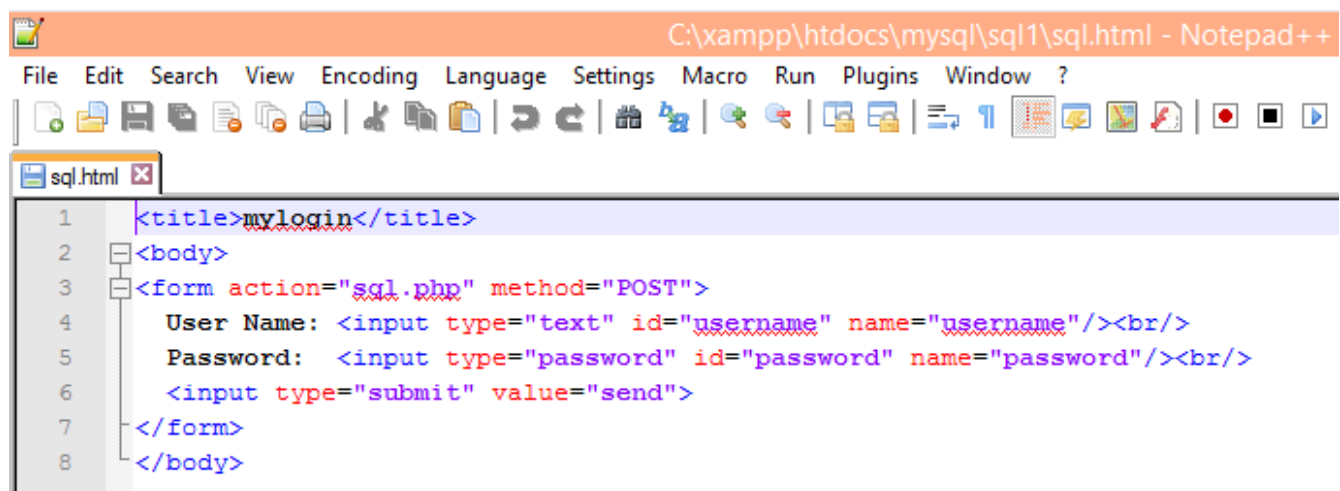 C:\xampp\htdocs\mysql\sql1\sql.html - Notepad++
File Edit Search View Encoding Language Settings Macro Run Plugins Window ?
sql.html
1 <title>mylogin</title>
2 <body>
3 <form action="sql.php" method="POST">
4 User Name: <input type="text" id="username" name="username"/><br/>
5 Password:  <input type="password" id="password" name="password"/><br/>
6 <input type="submit" value="send">
7 </form>
8 </body>